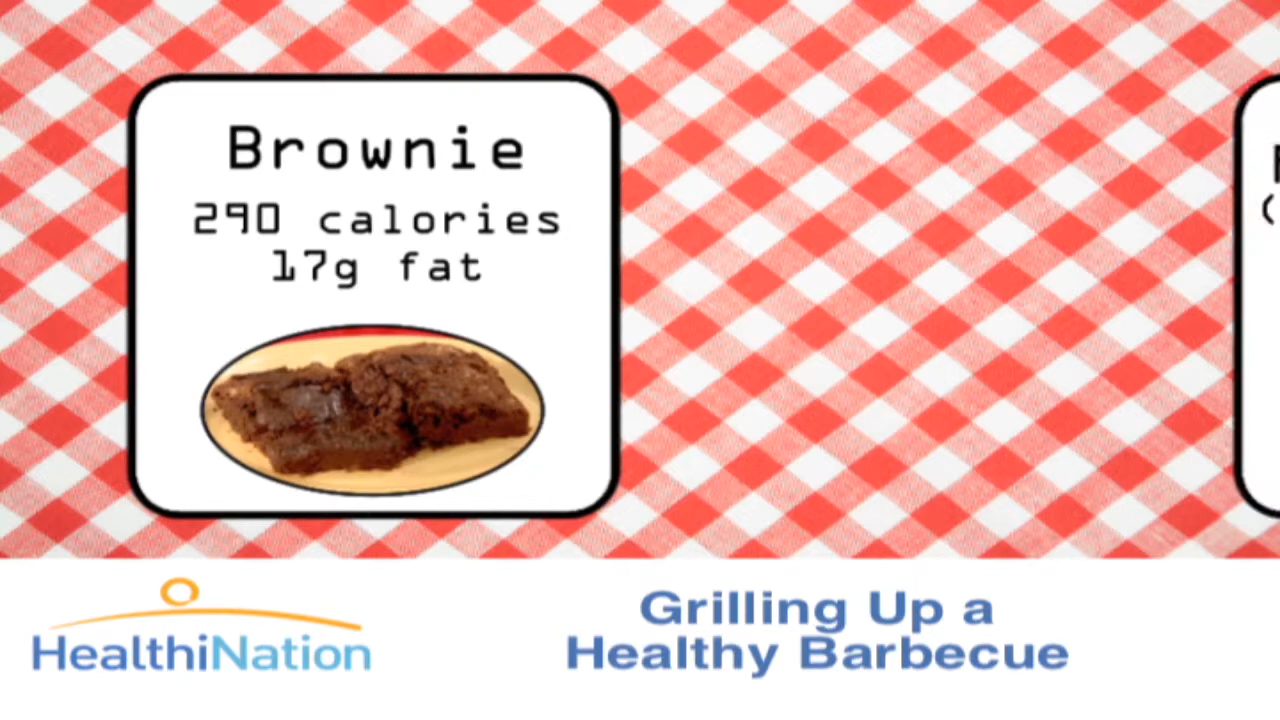 Brownie
290 calories
17g fat
HealthiNation
Grilling Up a
Healthy Barbecue